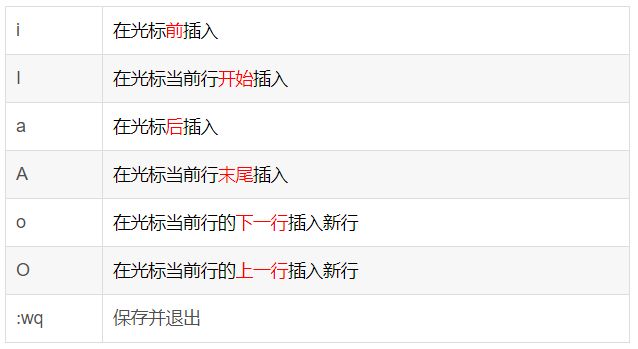 i 在光标前插入
I 在光标当前行开始插入
a 在光标后插入
A 在光标当前行末尾插入
o 在光标当前行的下一行插入新行
O 在光标当前行的上一行插入新行
:wq 保存并退出